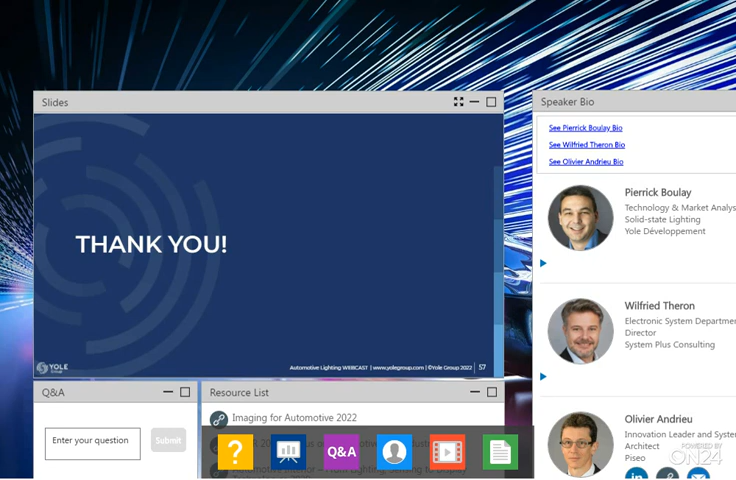 Slides
THANK YOU!
YOLE
Group
Automotive Lighting WEBCAST | www.yolegroup.com | ©Yole Group 2022 57
Q&A
Enter your question
Submit
Resource List
Imaging for Automotive 2022
Q&A
Speaker Bio
See Pierrick Boulay Bio
See Wilfried Theron Bio
See Olivier Andrieu Bio
Pierrick Boulay
Technology & Market Analys
Solid-state Lighting
Yole Développement
Wilfried Theron
Electronic System Departme
Director
System Plus Consulting
Olivier Andrieu
Innovation Leader and Syste
Architect
Piseo
POWERED BY
ON24